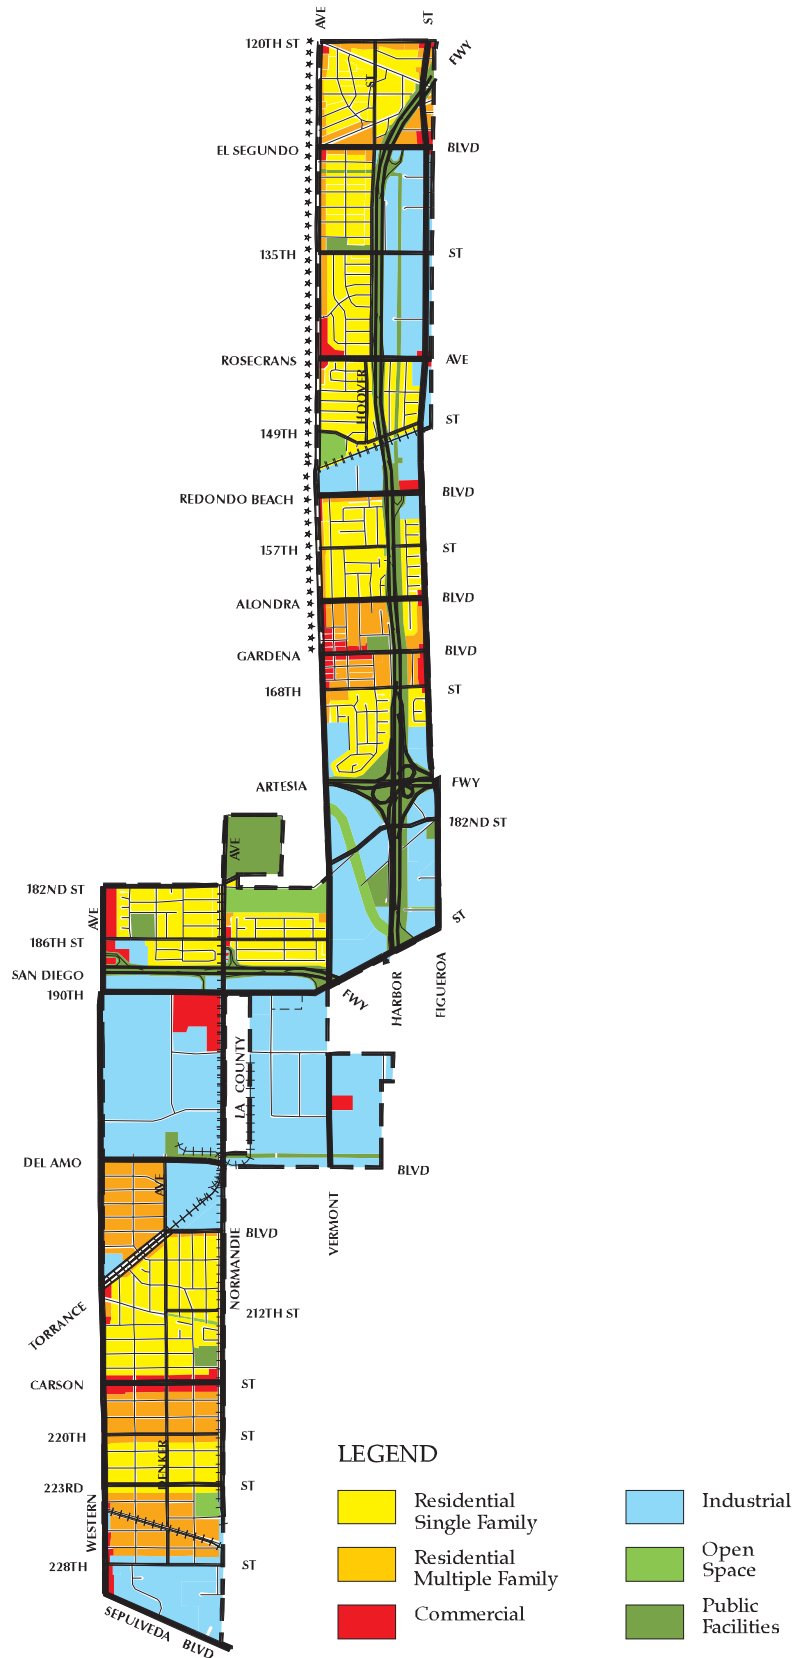 AVE
ST
120TH ST
FWY
ST
EL SEGUNDO
BLVD
135TH
ST
ROSECRANS
AVE
HOOVER
149TH
ST
REDONDO BEACH
BLVD
157TH
ST
ALONDRA
BLVD
GARDENA
BLVD
168TH
ST
ARTESIA
FWY
182ND ST
AVE
182ND ST
AVE
186TH ST
ST
SAN DIEGO
190TH
FWY
HARBOR
FIGUEROA
LA COUNTY
DEL AMO
BLVD
AVE
VERMONT
BLVD
NORMANDIE
212TH ST
TORRANCE
CARSON
ST
220TH
ST
DENKER
223RD
ST
WESTERN
228TH
ST
SEPULVEDA BLVD
LEGEND
Residential
Single Family
Residential
Multiple Family
Commercial
Industrial
Open
Space
Public
Facilities